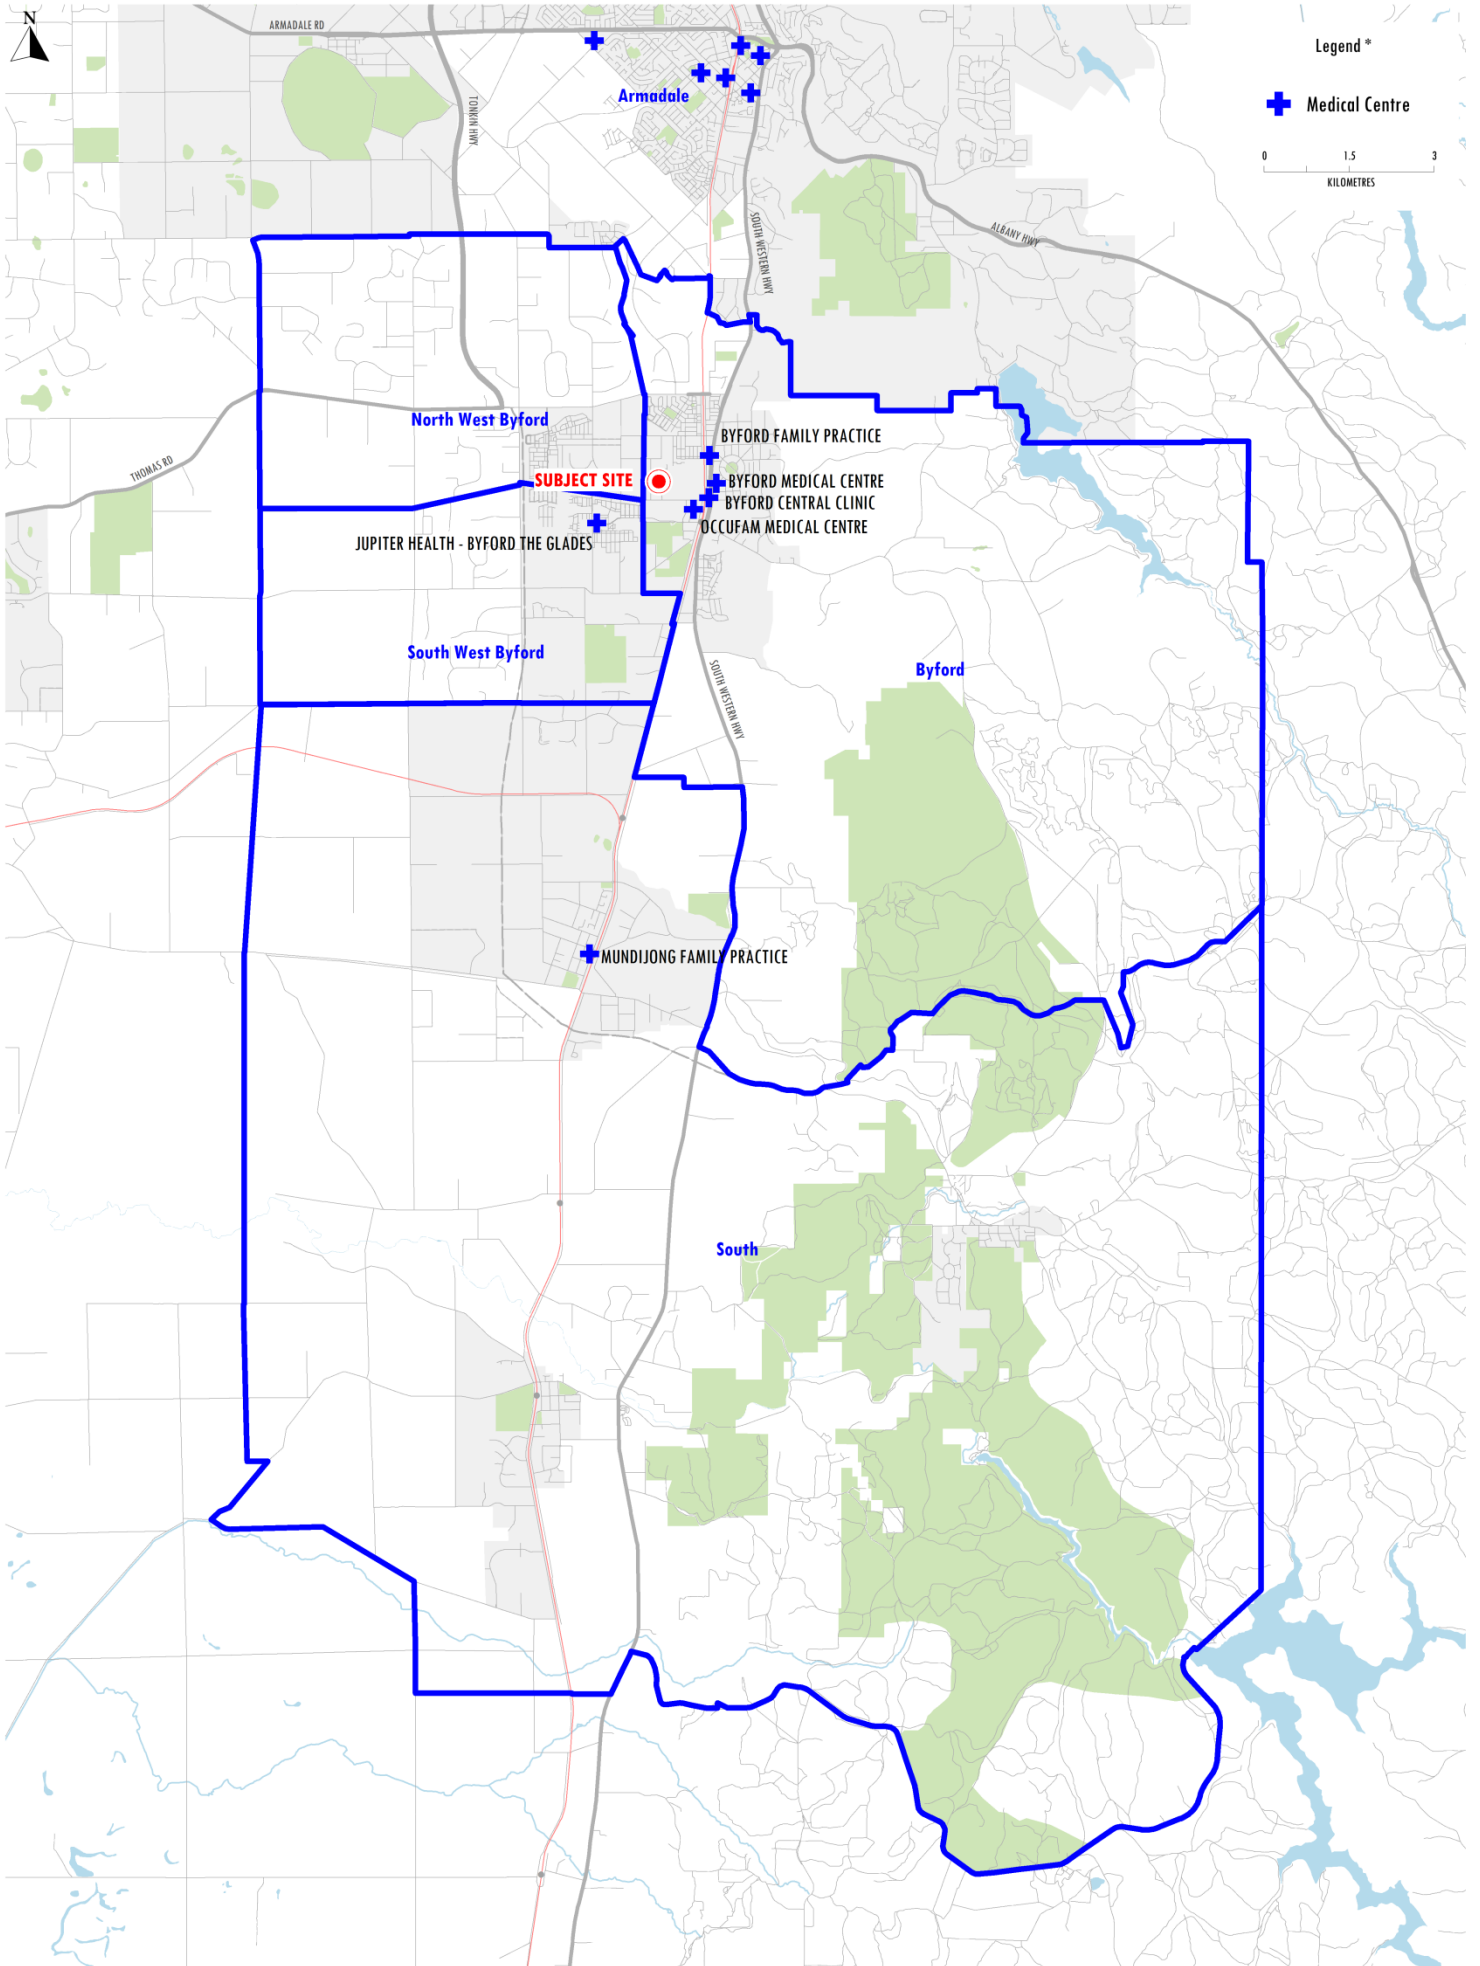 N
ARMADALE RD
Legend *
Medical Centre
Armadale
TONKIN HWY
0 1.5 3
KILOMETRES
SOUTH WESTERN HWY
ALBANY HWY
North West Byford
BYFORD FAMILY PRACTICE
THOMAS RD
SUBJECT SITE
BYFORD MEDICAL CENTRE
BYFORD CENTRAL CLINIC
OCCUFAM MEDICAL CENTRE
JUPITER HEALTH - BYFORD THE GLADES
South West Byford
Byford
SOUTH WESTERN HWY
MUNDIJONG FAMILY PRACTICE
South